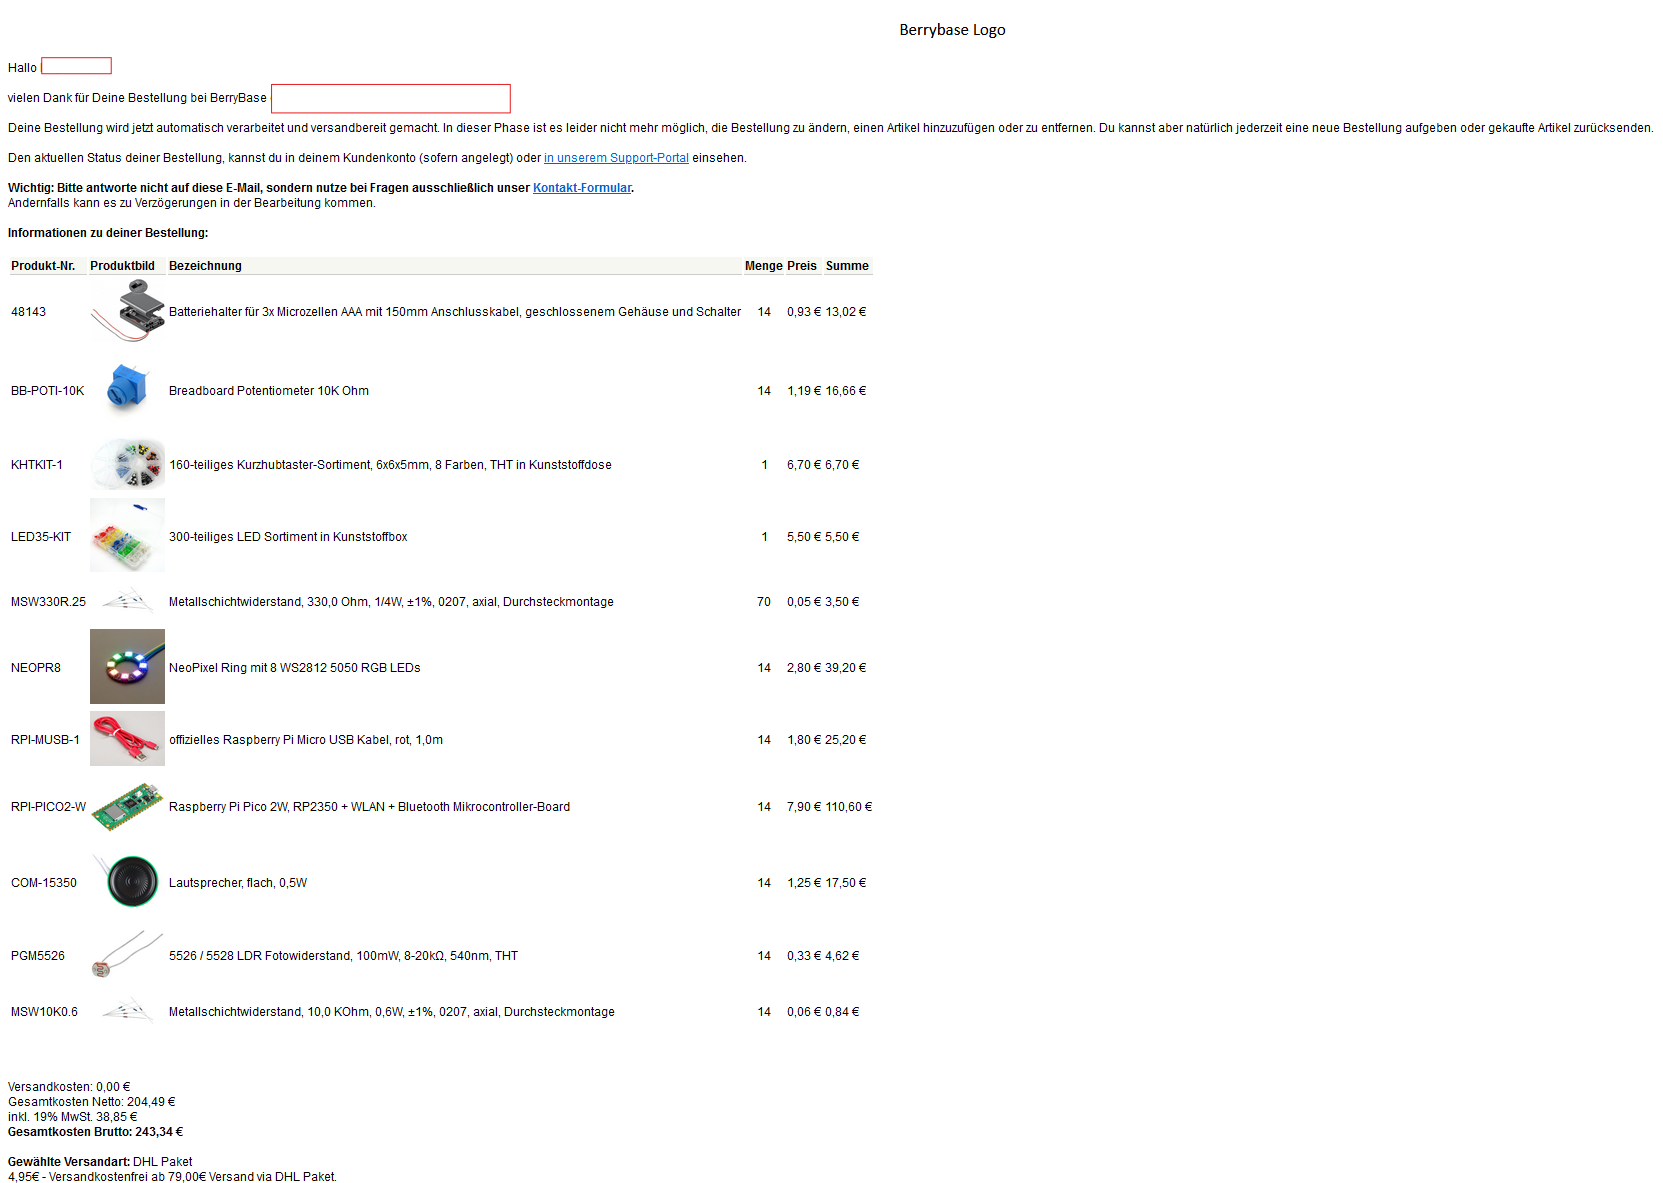 Berrybase Logo
Hallo
vielen Dank für Deine Bestellung bei BerryBase
Deine Bestellung wird jetzt automatisch verarbeitet und versandbereit gemacht. In dieser Phase ist es leider nicht mehr möglich, die Bestellung zu ändern, einen Artikel hinzuzufügen oder zu entfernen. Du kannst aber natürlich jederzeit eine neue Bestellung aufgeben oder gekaufte Artikel zurücksenden.
Den aktuellen Status deiner Bestellung, kannst du in deinem Kundenkonto (sofern angelegt) oder in unserem Support-Portal einsehen.
Wichtig: Bitte antworte nicht auf diese E-Mail, sondern nutze bei Fragen ausschließlich unser Kontakt-Formular.
Andernfalls kann es zu Verzögerungen in der Bearbeitung kommen.
Informationen zu deiner Bestellung:
Produkt-Nr. Produktbild Bezeichnung Menge Preis Summe
48143 Batteriehalter für 3x Microzellen AAA mit 150mm Anschlusskabel, geschlossenem Gehäuse und Schalter 14 0,93 € 13,02 €
BB-POTI-10K Breadboard Potentiometer 10K Ohm 14 1,19 € 16,66 €
KHTKIT-1 160-teiliges Kurzhubtaster-Sortiment, 6x6x5mm, 8 Farben, THT in Kunststoffdose 1 6,70 € 6,70 €
LED35-KIT 300-teiliges LED Sortiment in Kunststoffbox 1 5,50 € 5,50 €
MSW330R.25 Metallschichtwiderstand, 330,0 Ohm, 1/4W, ±1%, 0207, axial, Durchsteckmontage 70 0,05 € 3,50 €
NEOPR8 NeoPixel Ring mit 8 WS2812 5050 RGB LEDs 14 2,80 € 39,20 €
RPI-MUSB-1 offizielles Raspberry Pi Micro USB Kabel, rot, 1,0m 14 1,80 € 25,20 €
RPI-PICO2-W Raspberry Pi Pico 2W, RP2350 + WLAN + Bluetooth Mikrocontroller-Board 14 7,90 € 110,60 €
COM-15350 Lautsprecher, flach, 0,5W 14 1,25 € 17,50 €
PGM5526 5526 / 5528 LDR Fotowiderstand, 100mW, 8-20kΩ, 540nm, THT 14 0,33 € 4,62 €
MSW10K0.6 Metallschichtwiderstand, 10,0 KOhm, 0,6W, ±1%, 0207, axial, Durchsteckmontage 14 0,06 € 0,84 €
Versandkosten: 0,00 €
Gesamtkosten Netto: 204,49 €
inkl. 19% MwSt. 38,85 €
Gesamtkosten Brutto: 243,34 €
Gewählte Versandart: DHL Paket
4,95€ - Versandkostenfrei ab 79,00€ Versand via DHL Paket.